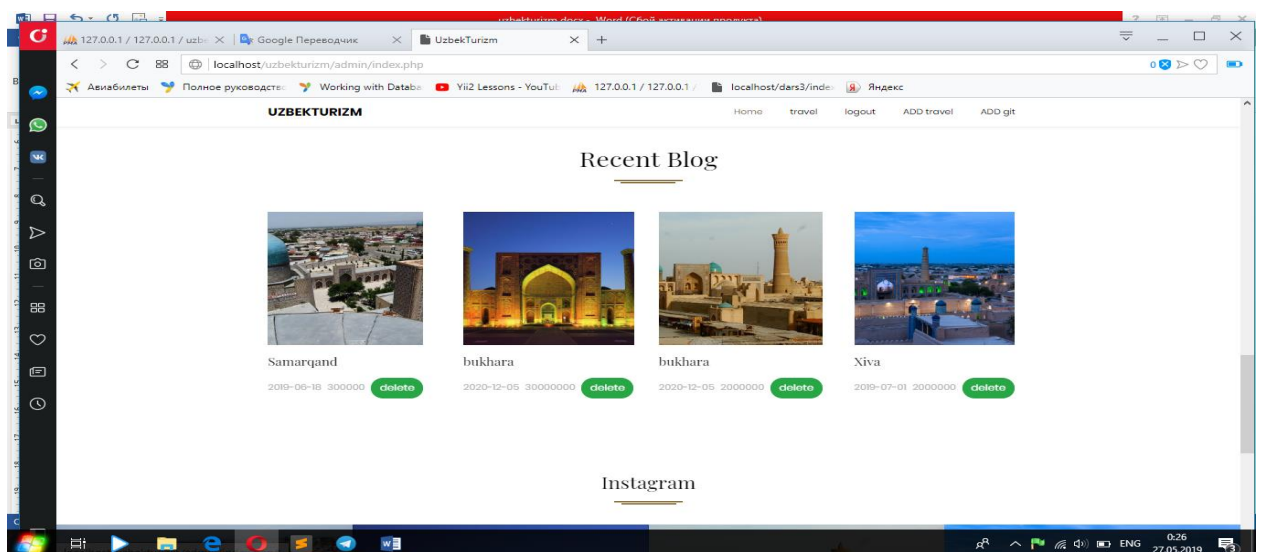 uzbekturizm.docx - Word (Сбой активации продукта)
127.0.0.1 / 127.0.0.1 / uzbe
Google Переводчик
UzbekTurizm
localhost/uzbekturizm/admin/index.php
0
Авиабилеты
Полное руководство
Working with Databa
Yii2 Lessons - YouTub
127.0.0.1 / 127.0.0.1 /
localhost/dars3/index
Яндекс
UZBEKTURIZM
Home travel logout ADD travel ADD git
Recent Blog
Samarqand bukhara bukhara Xiva
2019-06-18 300000 delete 2020-12-05 30000000 delete 2020-12-05 2000000 delete 2019-07-01 2000000 delete
Instagram
ENG
0:26
27.05.2019